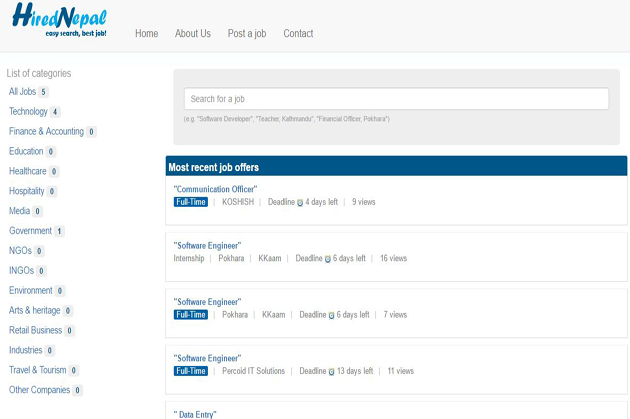 HiredNepal
easy search, best job!
Home About Us Post a job Contact
List of categories
All Jobs 5
Technology 4
Finance & Accounting 0
Education 0
Healthcare 0
Hospitality 0
Media 0
Government 1
NGOs 0
INGOs 0
Environment 0
Arts & heritage 0
Retail Business 0
Industries 0
Travel & Tourism 0
Other Companies 0
Search for a job
(e.g. "Software Developer", "Teacher, Kathmandu", "Financial Officer, Pokhara")
Most recent job offers
"Communication Officer"
Full-Time | KOSHISH | Deadline 4 days left | 9 views
"Software Engineer"
Internship | Pokhara | KKaam | Deadline 6 days left | 16 views
"Software Engineer"
Full-Time | Pokhara | KKaam | Deadline 6 days left | 7 views
"Software Engineer"
Full-Time | Percoid IT Solutions | Deadline 13 days left | 11 views
" Data Entry"